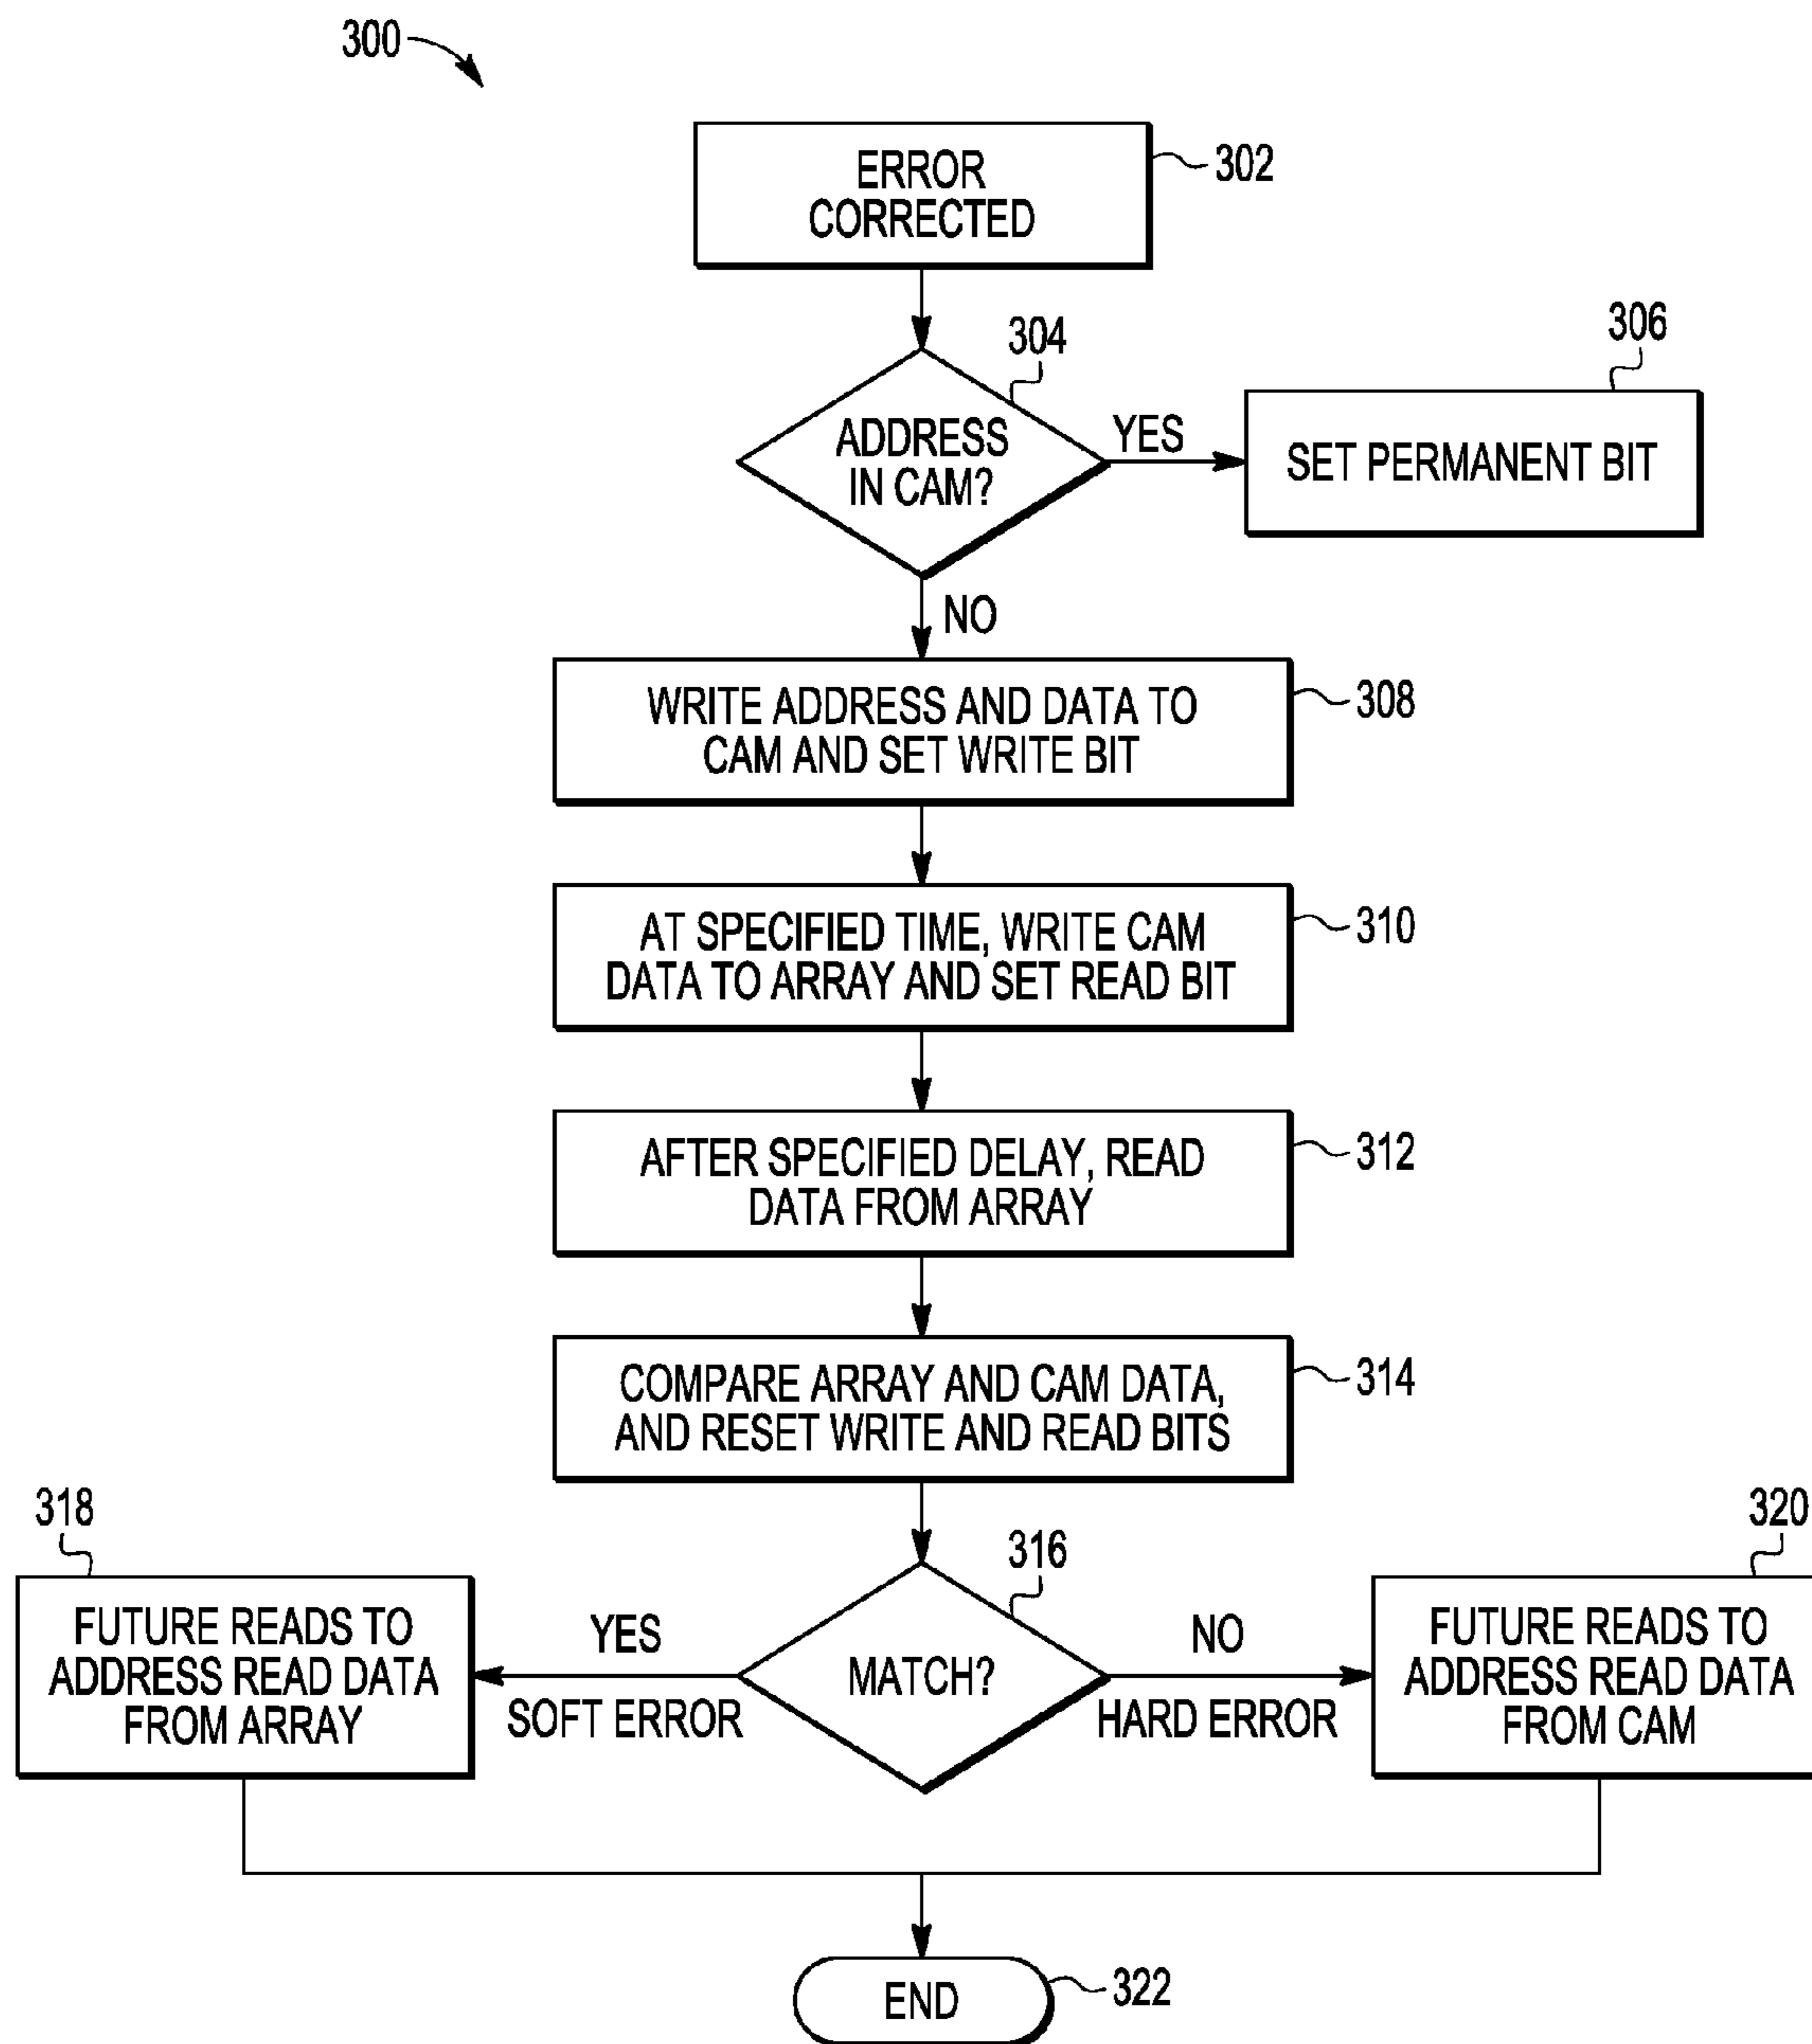 300
ERROR
CORRECTED
302
304
ADDRESS
IN CAM?
YES
306
SET PERMANENT BIT
NO
WRITE ADDRESS AND DATA TO
CAM AND SET WRITE BIT
308
AT SPECIFIED TIME, WRITE CAM
DATA TO ARRAY AND SET READ BIT
310
AFTER SPECIFIED DELAY, READ
DATA FROM ARRAY
312
COMPARE ARRAY AND CAM DATA,
AND RESET WRITE AND READ BITS
314
316
MATCH?
YES
SOFT ERROR
318
FUTURE READS TO
ADDRESS READ DATA
FROM ARRAY
NO
HARD ERROR
320
FUTURE READS TO
ADDRESS READ DATA
FROM CAM
END
322